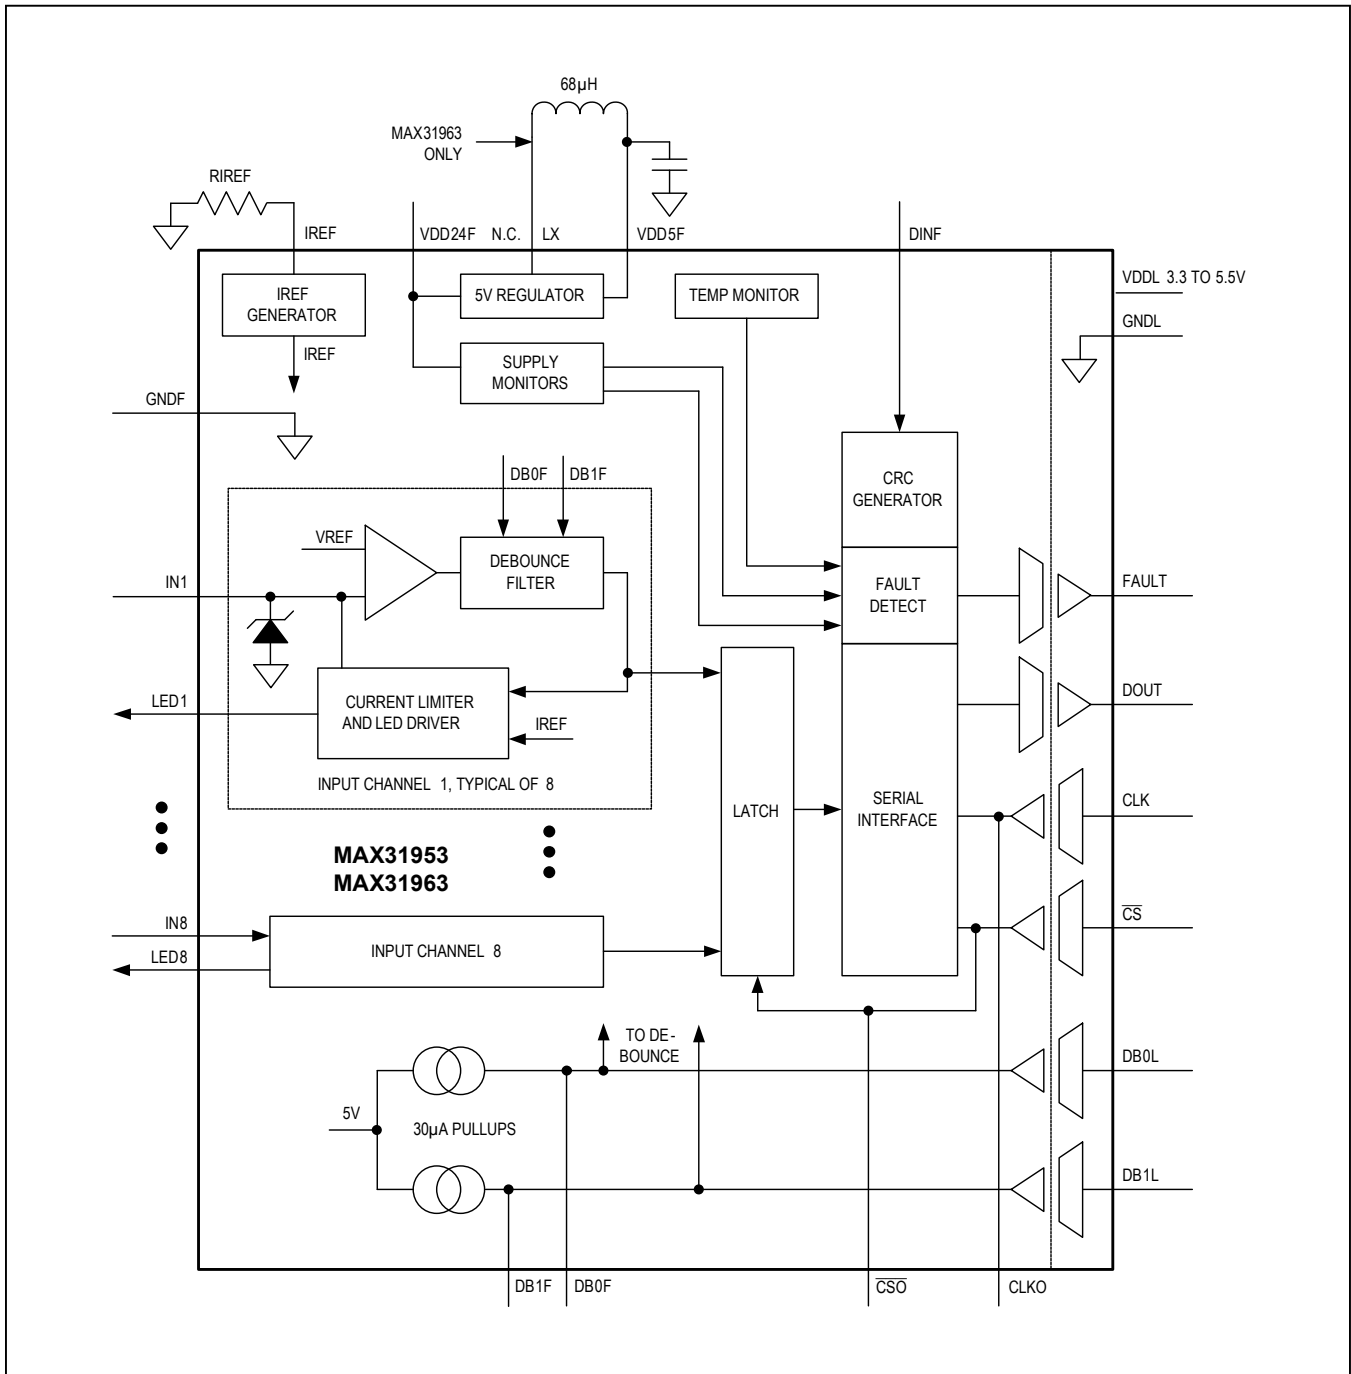 68µH
MAX31963
ONLY
RIREF
IREF
VDD24F
N.C.
LX
VDD5F
DINF
IREF
GENERATOR
5V REGULATOR
TEMP MONITOR
VDDL 3.3 TO 5.5V
GNDL
IREF
SUPPLY
MONITORS
GNDF
DB0F
DB1F
CRC
GENERATOR
VREF
DEBOUNCE
FILTER
IN1
FAULT
DETECT
FAULT
LED1
CURRENT LIMITER
AND LED DRIVER
IREF
DOUT
INPUT CHANNEL 1, TYPICAL OF 8
LATCH
SERIAL
INTERFACE
CLK
MAX31953
MAX31963
IN8
LED8
INPUT CHANNEL 8
CS
TO DE-
BOUNCE
DB0L
5V
30µA PULLUPS
DB1L
DB1F
DB0F
CSO
CLKO